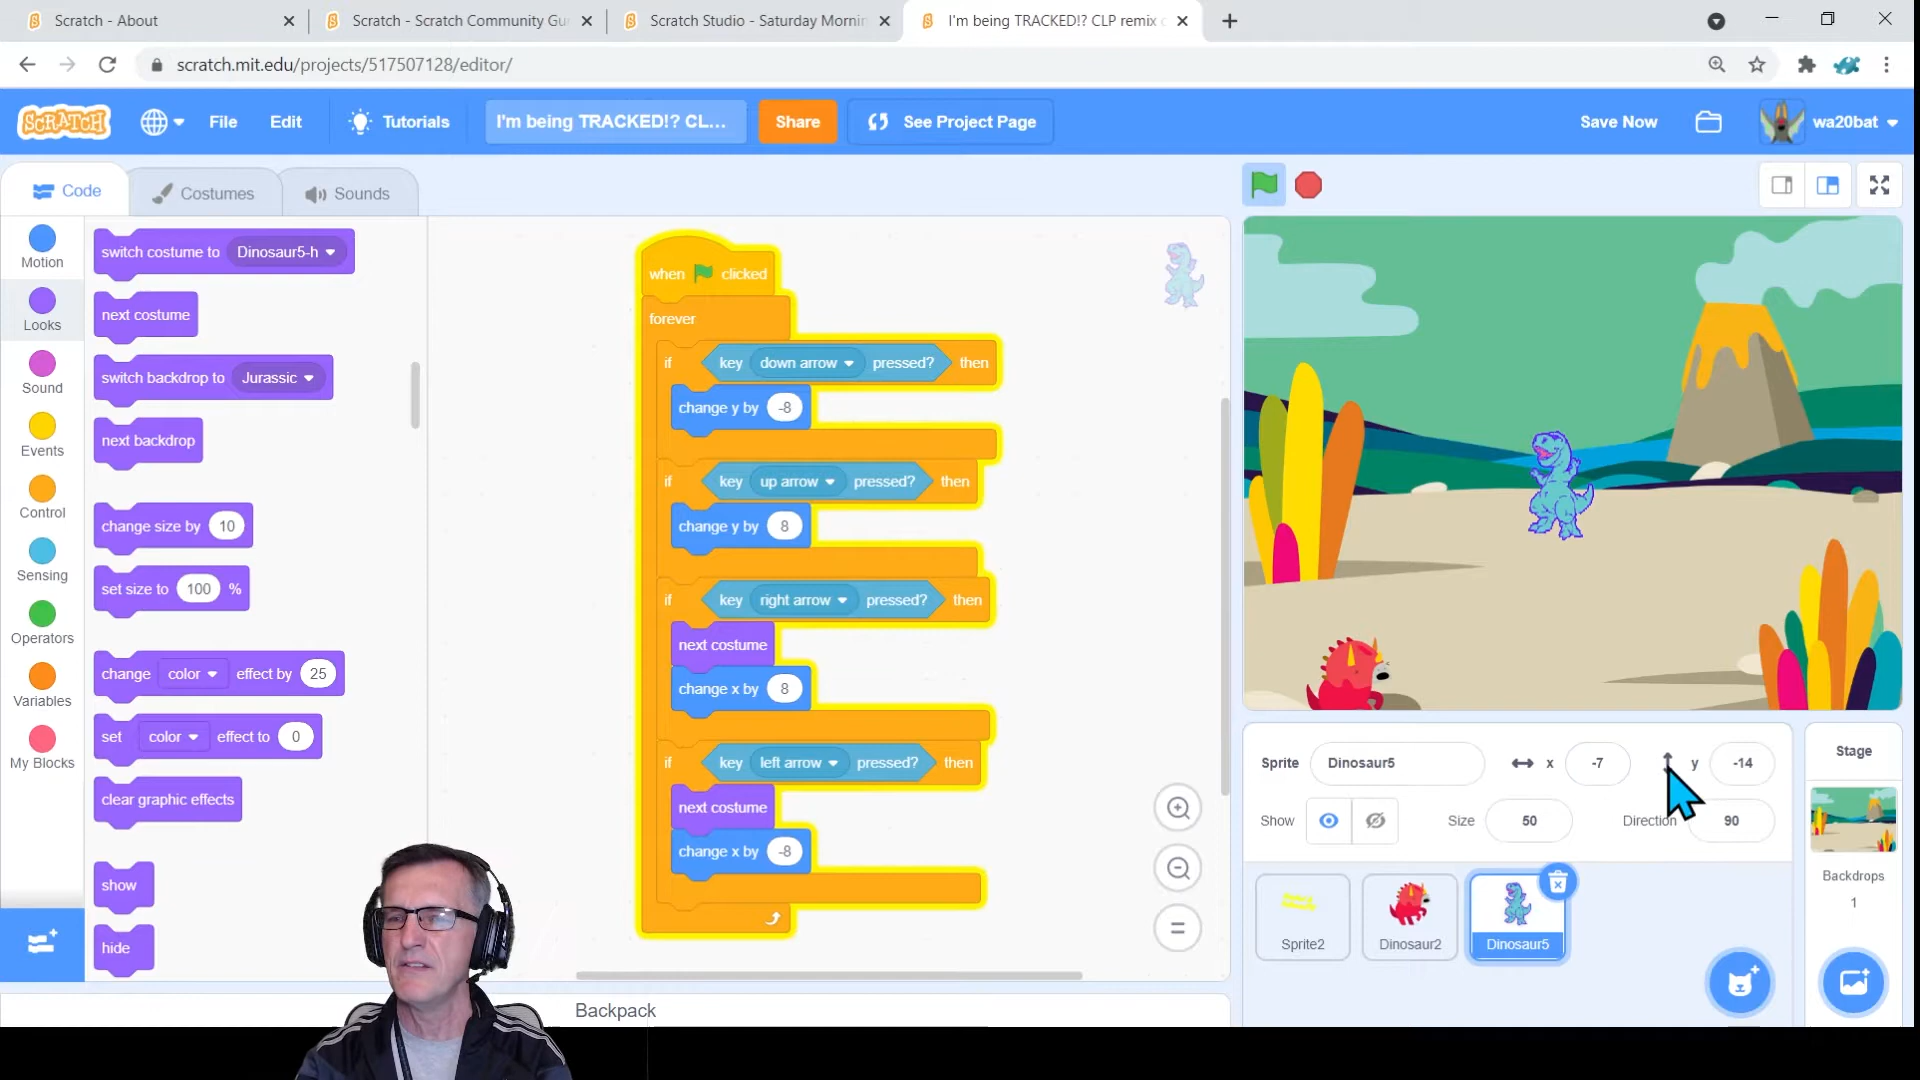 Scratch - About
Scratch - Scratch Community Gu
Scratch Studio - Saturday Mornin
I'm being TRACKED!? CLP remix
scratch.mit.edu/projects/517507128/editor/
SCRATCH
File
Edit
Tutorials
I'm being TRACKED!? CL...
Share
See Project Page
Save Now
wa20bat
Code
Costumes
Sounds
Motion
Looks
Sound
Events
Control
Sensing
Operators
Variables
My Blocks
switch costume to Dinosaur5-h
next costume
switch backdrop to Jurassic
next backdrop
change size by 10
set size to 100 %
change color effect by 25
set color effect to 0
clear graphic effects
show
hide
when clicked
forever
if key down arrow pressed? then
change y by -8
if key up arrow pressed? then
change y by 8
if key right arrow pressed? then
next costume
change x by 8
if key left arrow pressed? then
next costume
change x by -8
Backpack
Sprite Dinosaur5 x -7 y -14
Show Size 50 Direction 90
Sprite2
Dinosaur2
Dinosaur5
Stage
Backdrops
1